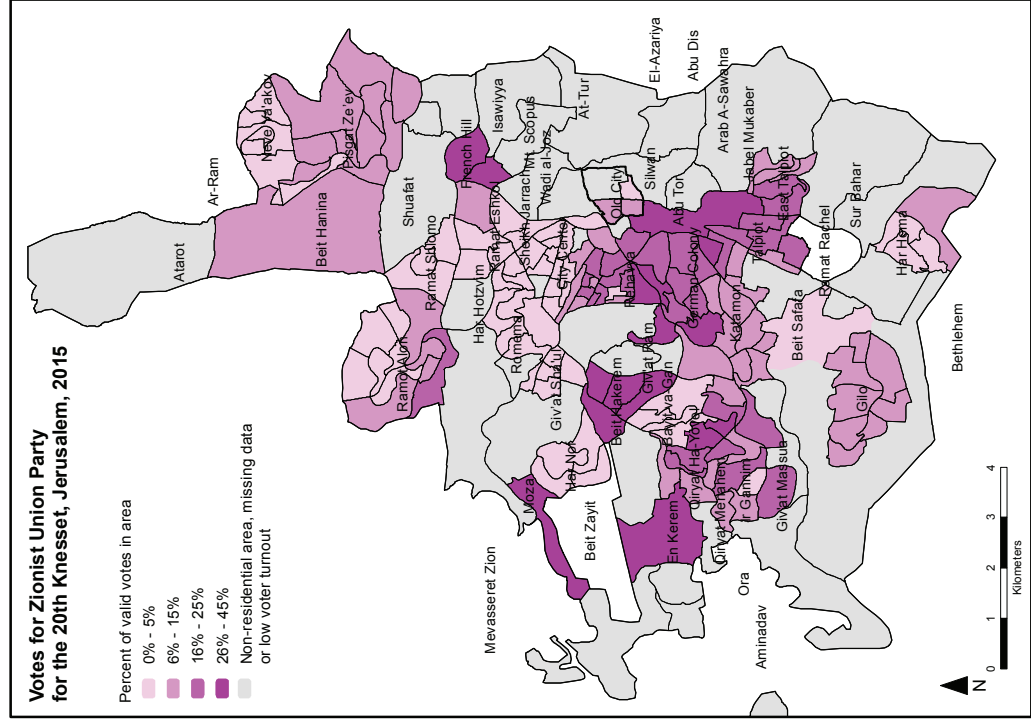 Votes for Zionist Union Party
for the 20th Knesset, Jerusalem, 2015
Percent of valid votes in area
0% - 5%
6% - 15%
16% - 25%
26% - 45%
Non-residential area, missing data
or low voter turnout
Atarot
Ar-Ram
Neve Ya'akov
Pisgat Ze'ev
Beit Hanina
Shuafat
Ramat Shlomo
Ramot Alon
French Hill
Isawiyya
Har Hotzvim
Ramat Eshkol
Mt. Scopus
Sheikh Jarrach
Wadi al-Joz
Romema
Giv'at Sha'ul
City Center
At-Tur
Old City
Moza
Har Nof
Mevasseret Zion
Beit Zayit
Beit Hakerem
Giv'at Ram
Rehavya
Silwan
El-Azariya
Abu Dis
Abu Tor
German Colony
Bayit va-Gan
Arab A-Sawahra
Jabel Mukaber
Katamon
Talpiot
East Talpiot
En Kerem
Qiryat Ha-Yovel
Qiryat Menahem
Ir Gannim
Giv'at Massua
Beit Safafa
Ramat Rachel
Sur Bahar
Ora
Aminadav
Gilo
Har Homa
Bethlehem
N
0 1 2 3 4
Kilometers